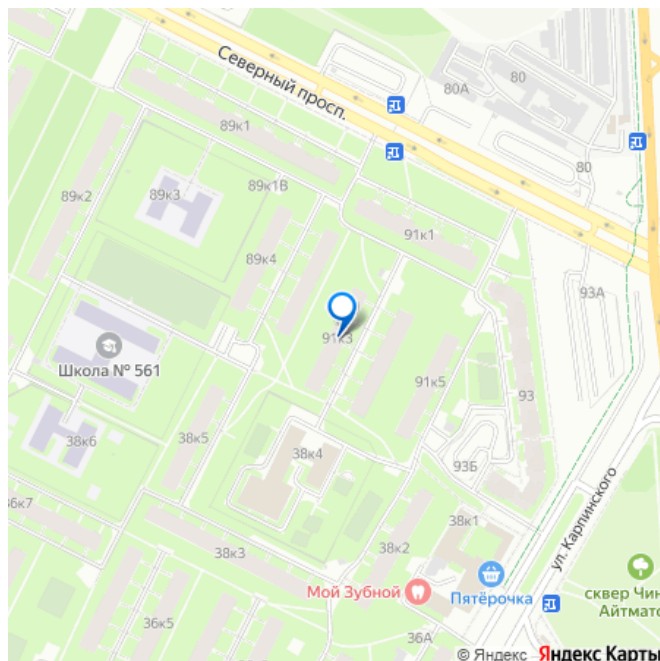 Северный просп.
80А
80
80
89к1
89к2
89к3
89к1В
89к4
91к1
93А
91к3
Школа № 561
91к5
93
38к6
38к5
38к4
93Б
36к7
38к1
38к3
38к2
ул. Карпинского
Мой Зубной
Пятёрочка
сквер Чин
Айтмато
36к5
36А
© Яндекс
Яндекс Карты